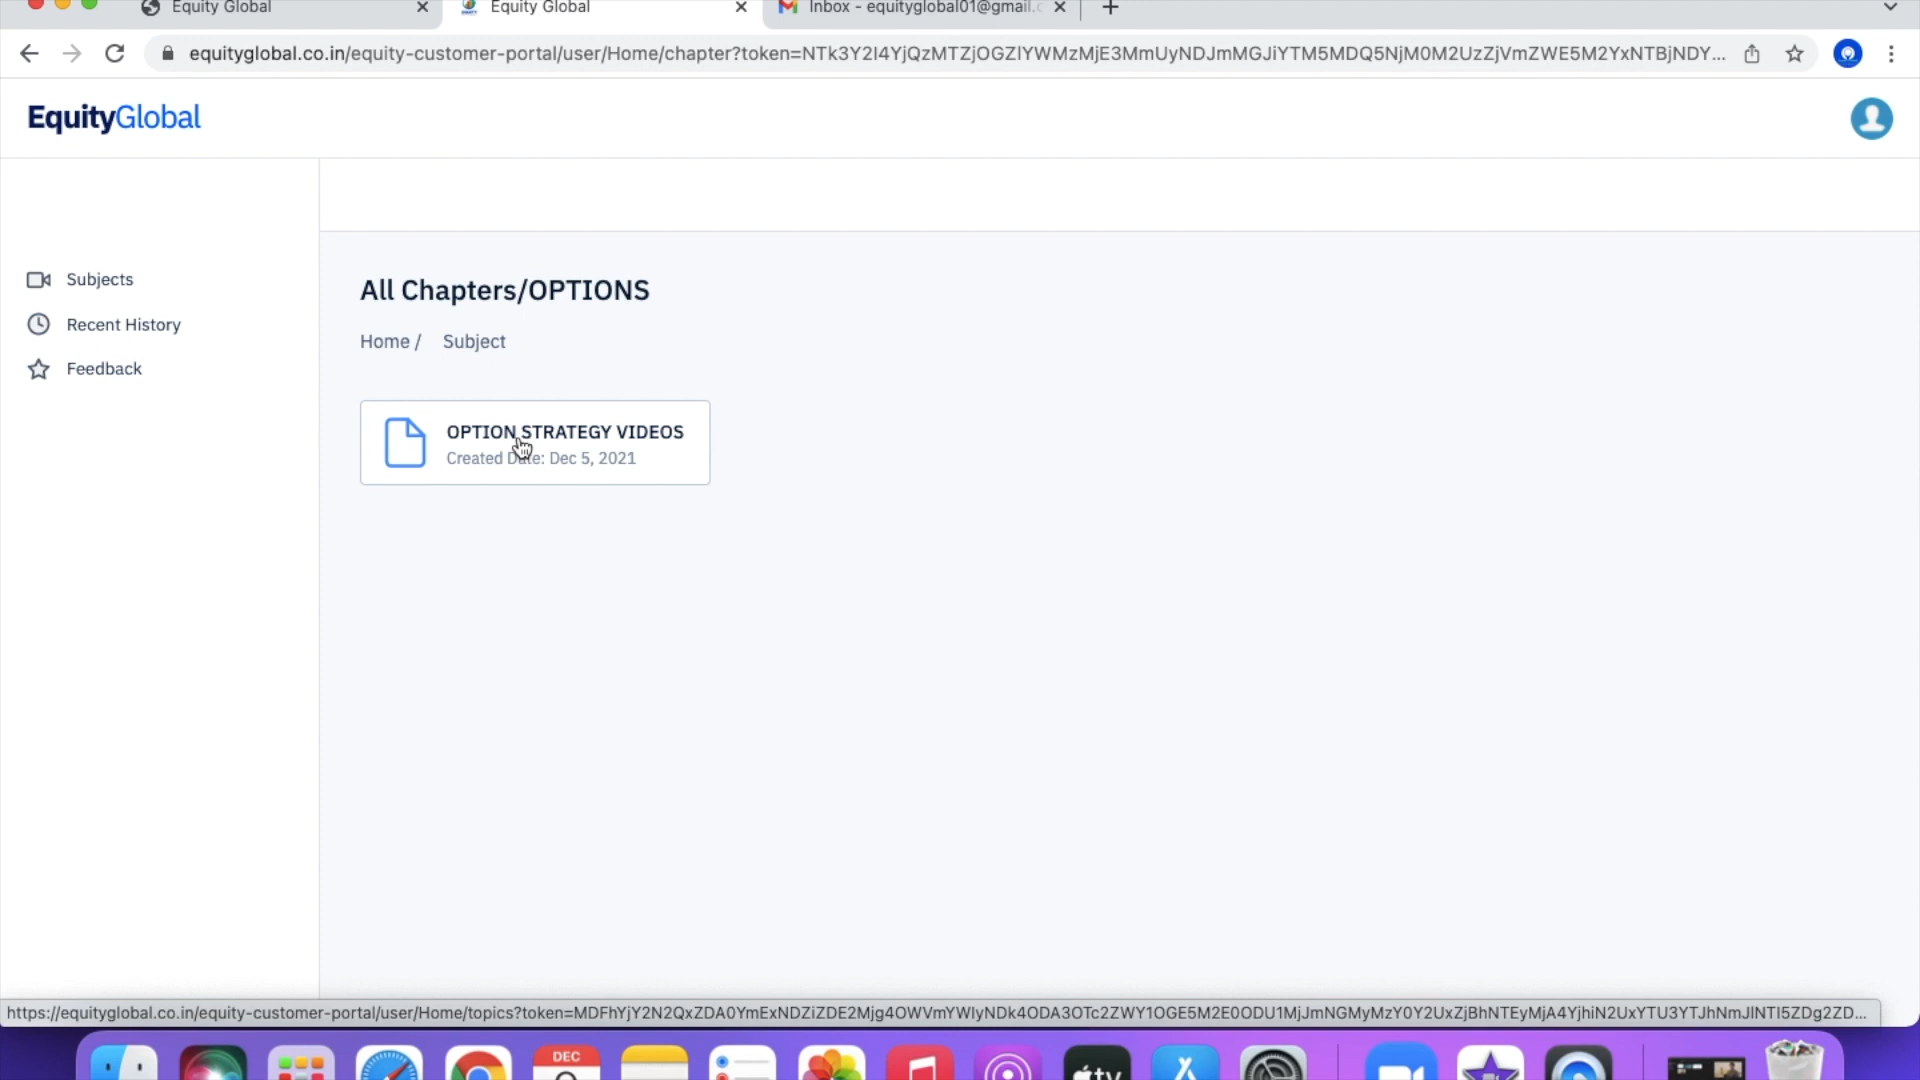 Equity Global
Equity Global
Inbox - equityglobal01@gmail.c
equityglobal.co.in/equity-customer-portal/user/Home/chapter?token=NTk3Y2I4YjQzMTZjOGZlYWMzMjE3MmUyNDJmMGJiYTM5MDQ5NjM0M2UzZjVmZWE5M2YxNTBjNDY...
EquityGlobal
Subjects
Recent History
Feedback
All Chapters/OPTIONS
Home / Subject
OPTION STRATEGY VIDEOS
Created Date: Dec 5, 2021
https://equityglobal.co.in/equity-customer-portal/user/Home/topics?token=MDFhYjY2N2QxZDA0YmExNDZiZDE2Mjg4OWVmYWIyNDk4ODA3OTc2ZWY1OGE5M2E0ODU1MjJmNGMyMzY0Y2UxZjBhNTEyMjA4YjhiN2UxYTU3YTJhNmJlNTI5ZDg2ZD...
DEC
tv